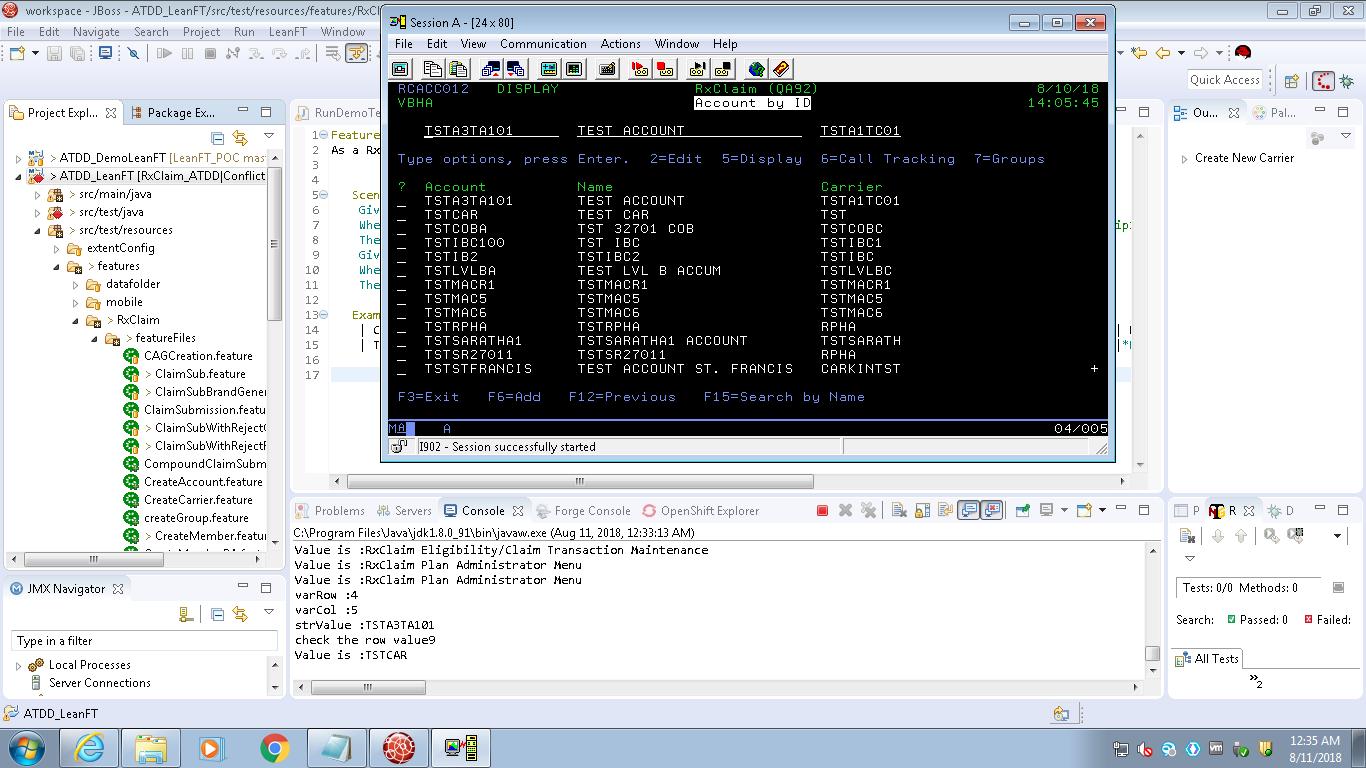 workspace - JBoss - ATDD_LeanFT/src/test/resources/features/RxCl
File Edit Navigate Search Project Run LeanFT Window
Quick Access
Project Expl...
Package Ex...
> ATDD_DemoLeanFT [LeanFT_POC mas
> ATDD_LeanFT [RxClaim_ATDD|Conflict
> src/main/java
> src/test/java
> src/test/resources
extentConfig
> features
datafolder
mobile
> RxClaim
> featureFiles
CAGCreation.feature
> ClaimSub.feature
> ClaimSubBrandGener
ClaimSubmission.featu
> ClaimSubWithReject
> ClaimSubWithRejectF
CompoundClaimSubm
CreateAccount.feature
CreateCarrier.feature
createGroup.feature
> CreateMember.featur
RunDemoTe
1 Feature
2 As a Rx
3
4
5 Scen
6 Giv
7 Whe
8 The
9 Giv
10 Whe
11 The
12
13 Exam
14 | C
15 | T
16
17
Session A - [24 x 80]
File Edit View Communication Actions Window Help
RCACC012 DISPLAY RxClaim (QA92) 8/10/18
VBHA Account by ID 14:05:45
TSTA3TA101 TEST ACCOUNT TSTA1TC01
Type options, press Enter. 2=Edit 5=Display 6=Call Tracking 7=Groups
? Account Name Carrier
_ TSTA3TA101 TEST ACCOUNT TSTA1TC01
_ TSTCAR TEST CAR TST
_ TSTCOBA TST 32701 COB TSTCOBC
_ TSTIBC100 TST IBC TSTIBC1
_ TSTIB2 TSTIBC2 TSTIBC
_ TSTLVLBA TEST LVL B ACCUM TSTLVLBC
_ TSTMACR1 TSTMACR1 TSTMACR1
_ TSTMAC5 TSTMAC5 TSTMAC5
_ TSTMAC6 TSTMAC6 TSTMAC6
_ TSTRPHA TSTRPHA RPHA
_ TSTSARATHA1 TSTSARATHA1 ACCOUNT TSTSARATH
_ TSTSR27011 TSTSR27011 RPHA
_ TSTSTFRANCIS TEST ACCOUNT ST. FRANCIS CARKINTST +
F3=Exit F6=Add F12=Previous F15=Search by Name
MA A 04/005
I902 - Session successfully started
Ou...
Pal...
Create New Carrier
Problems Servers Console Forge Console OpenShift Explorer
C:\Program Files\Java\jdk1.8.0_91\bin\javaw.exe (Aug 11, 2018, 12:33:13 AM)
Value is :RxClaim Eligibility/Claim Transaction Maintenance
Value is :RxClaim Plan Administrator Menu
Value is :RxClaim Plan Administrator Menu
varRow :4
varCol :5
strValue :TSTA3TA101
check the row value9
Value is :TSTCAR
JMX Navigator
Type in a filter
Local Processes
Server Connections
P R D
Tests: 0/0 Methods: 0
Search: Passed: 0 Failed:
All Tests
»2
ATDD_LeanFT
12:35 AM
8/11/2018